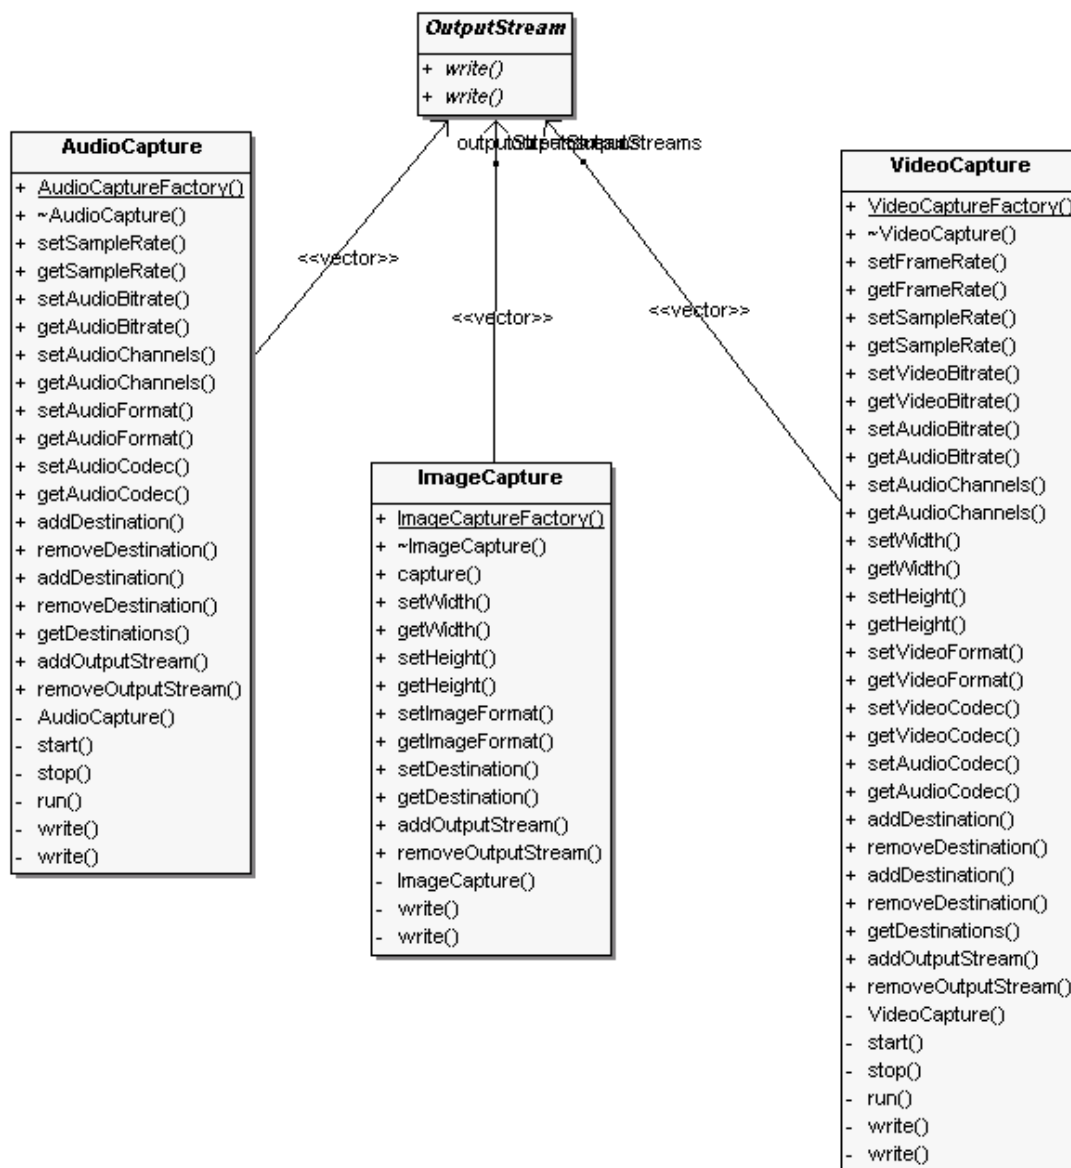 OutputStream
+ write()
+ write()
outputStreams
<<vector>>
<<vector>>
<<vector>>
AudioCapture
+ AudioCaptureFactory()
+ ~AudioCapture()
+ setSampleRate()
+ getSampleRate()
+ setAudioBitrate()
+ getAudioBitrate()
+ setAudioChannels()
+ getAudioChannels()
+ setAudioFormat()
+ getAudioFormat()
+ setAudioCodec()
+ getAudioCodec()
+ addDestination()
+ removeDestination()
+ addDestination()
+ removeDestination()
+ getDestinations()
+ addOutputStream()
+ removeOutputStream()
- AudioCapture()
- start()
- stop()
- run()
- write()
- write()
ImageCapture
+ ImageCaptureFactory()
+ ~ImageCapture()
+ capture()
+ setWidth()
+ getWidth()
+ setHeight()
+ getHeight()
+ setImageFormat()
+ getImageFormat()
+ setDestination()
+ getDestination()
+ addOutputStream()
+ removeOutputStream()
- ImageCapture()
- write()
- write()
VideoCapture
+ VideoCaptureFactory()
+ ~VideoCapture()
+ setFrameRate()
+ getFrameRate()
+ setSampleRate()
+ getSampleRate()
+ setVideoBitrate()
+ getVideoBitrate()
+ setAudioBitrate()
+ getAudioBitrate()
+ setAudioChannels()
+ getAudioChannels()
+ setWidth()
+ getWidth()
+ setHeight()
+ getHeight()
+ setVideoFormat()
+ getVideoFormat()
+ setVideoCodec()
+ getVideoCodec()
+ setAudioCodec()
+ getAudioCodec()
+ addDestination()
+ removeDestination()
+ addDestination()
+ removeDestination()
+ getDestinations()
+ addOutputStream()
+ removeOutputStream()
- VideoCapture()
- start()
- stop()
- run()
- write()
- write()